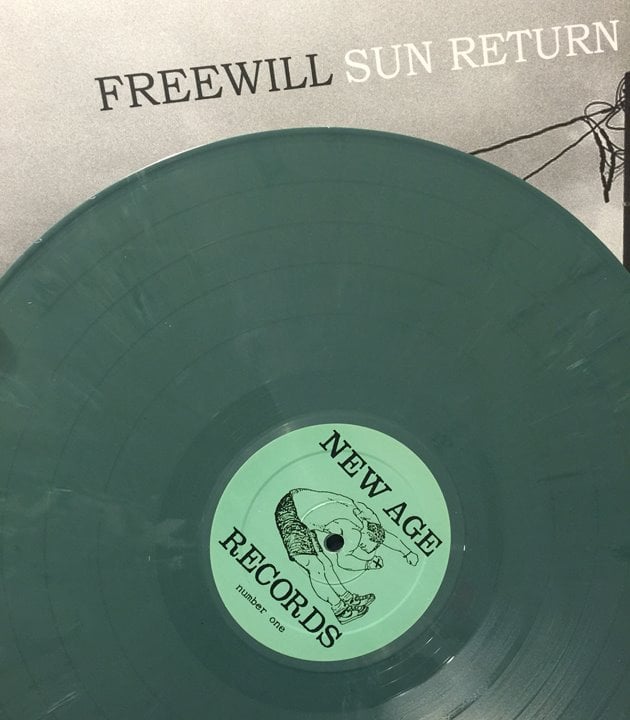 FREEWILL SUN RETURN
NEW AGE
RECORDS
number one